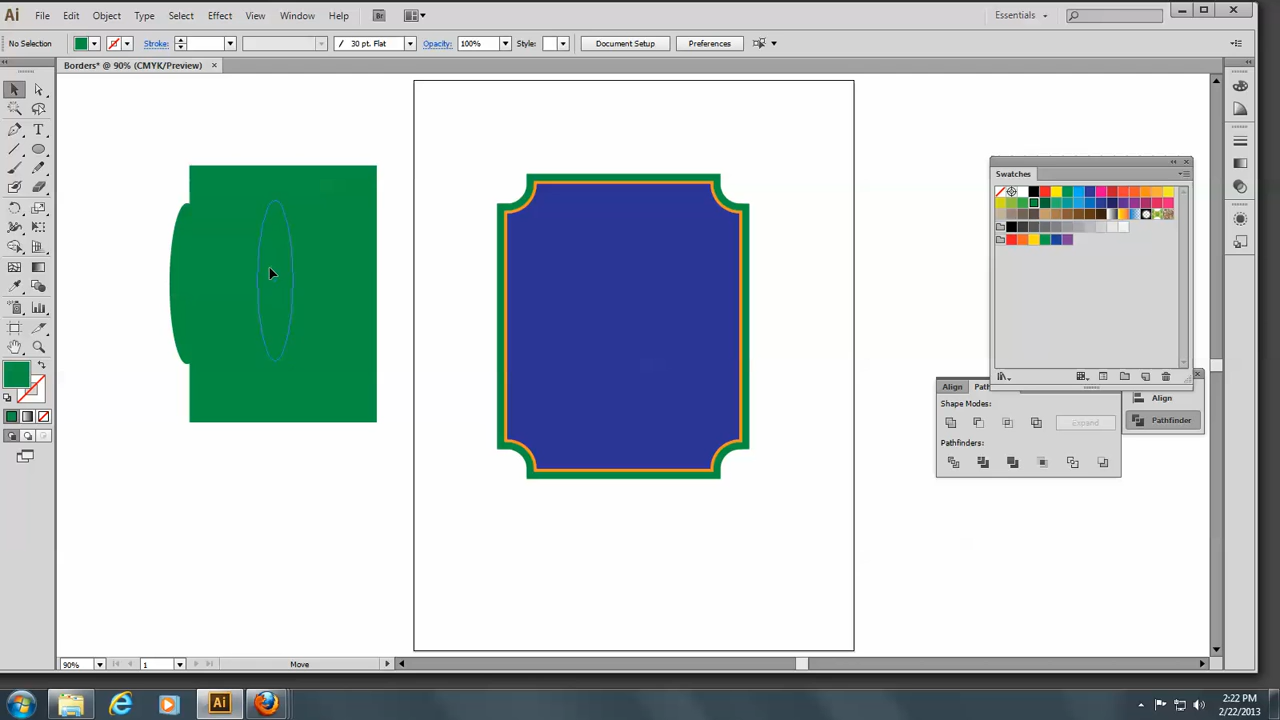 Ai File Edit Object Type Select Effect View Window Help Br Essentials
No Selection Stroke: 30 pt. Flat Opacity: 100% Style: Document Setup Preferences
Borders* @ 90% (CMYK/Preview) ×
Swatches
Align Path
Shape Modes:
Expand
Pathfinders:
Align
Pathfinder
90% 1 Move
Ai
2:22 PM
2/22/2013